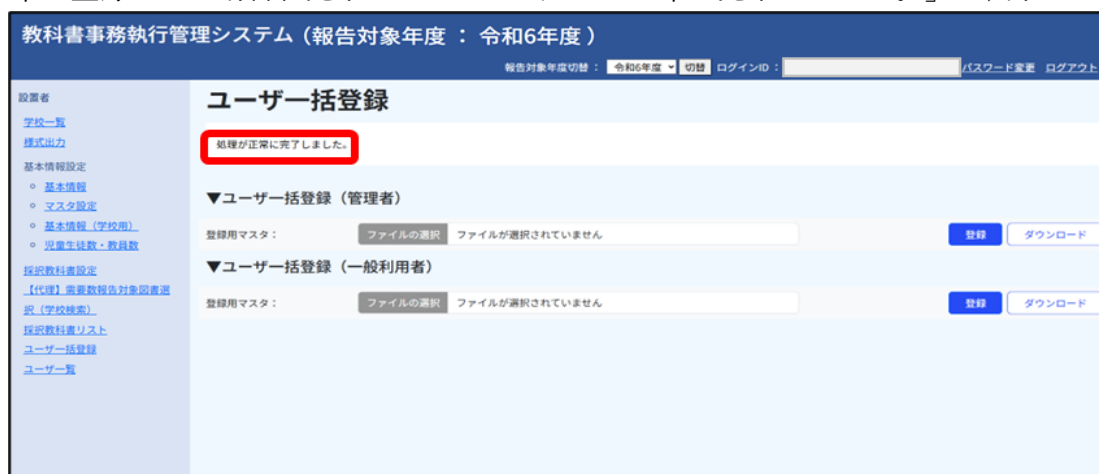 教科書事務執行管理システム（報告対象年度 ： 令和6年度 ）
報告対象年度切替： 令和6年度 切替 ログインID： パスワード変更 ログアウト
設置者
学校一覧
様式出力
基本情報設定
基本情報
マスタ設定
基本情報（学校用）
児童生徒数・教員数
採択教科書設定
【代理】需要数報告対象図書選
択（学校検索）
採択教科書リスト
ユーザ一括登録
ユーザ一覧
ユーザ一括登録
処理が正常に完了しました。
▼ユーザ一括登録（管理者）
登録用マスタ： ファイルの選択 ファイルが選択されていません 登録 ダウンロード
▼ユーザ一括登録（一般利用者）
登録用マスタ： ファイルの選択 ファイルが選択されていません 登録 ダウンロード